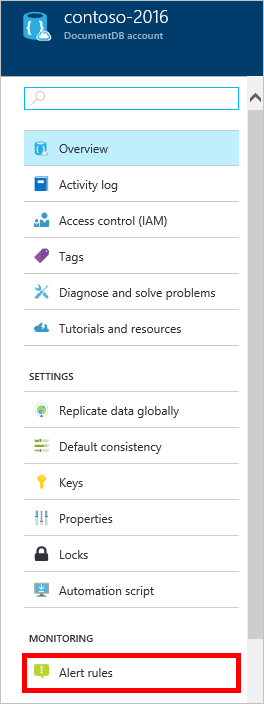 contoso-2016
DocumentDB account
Overview
Activity log
Access control (IAM)
Tags
Diagnose and solve problems
Tutorials and resources
SETTINGS
Replicate data globally
Default consistency
Keys
Properties
Locks
Automation script
MONITORING
Alert rules